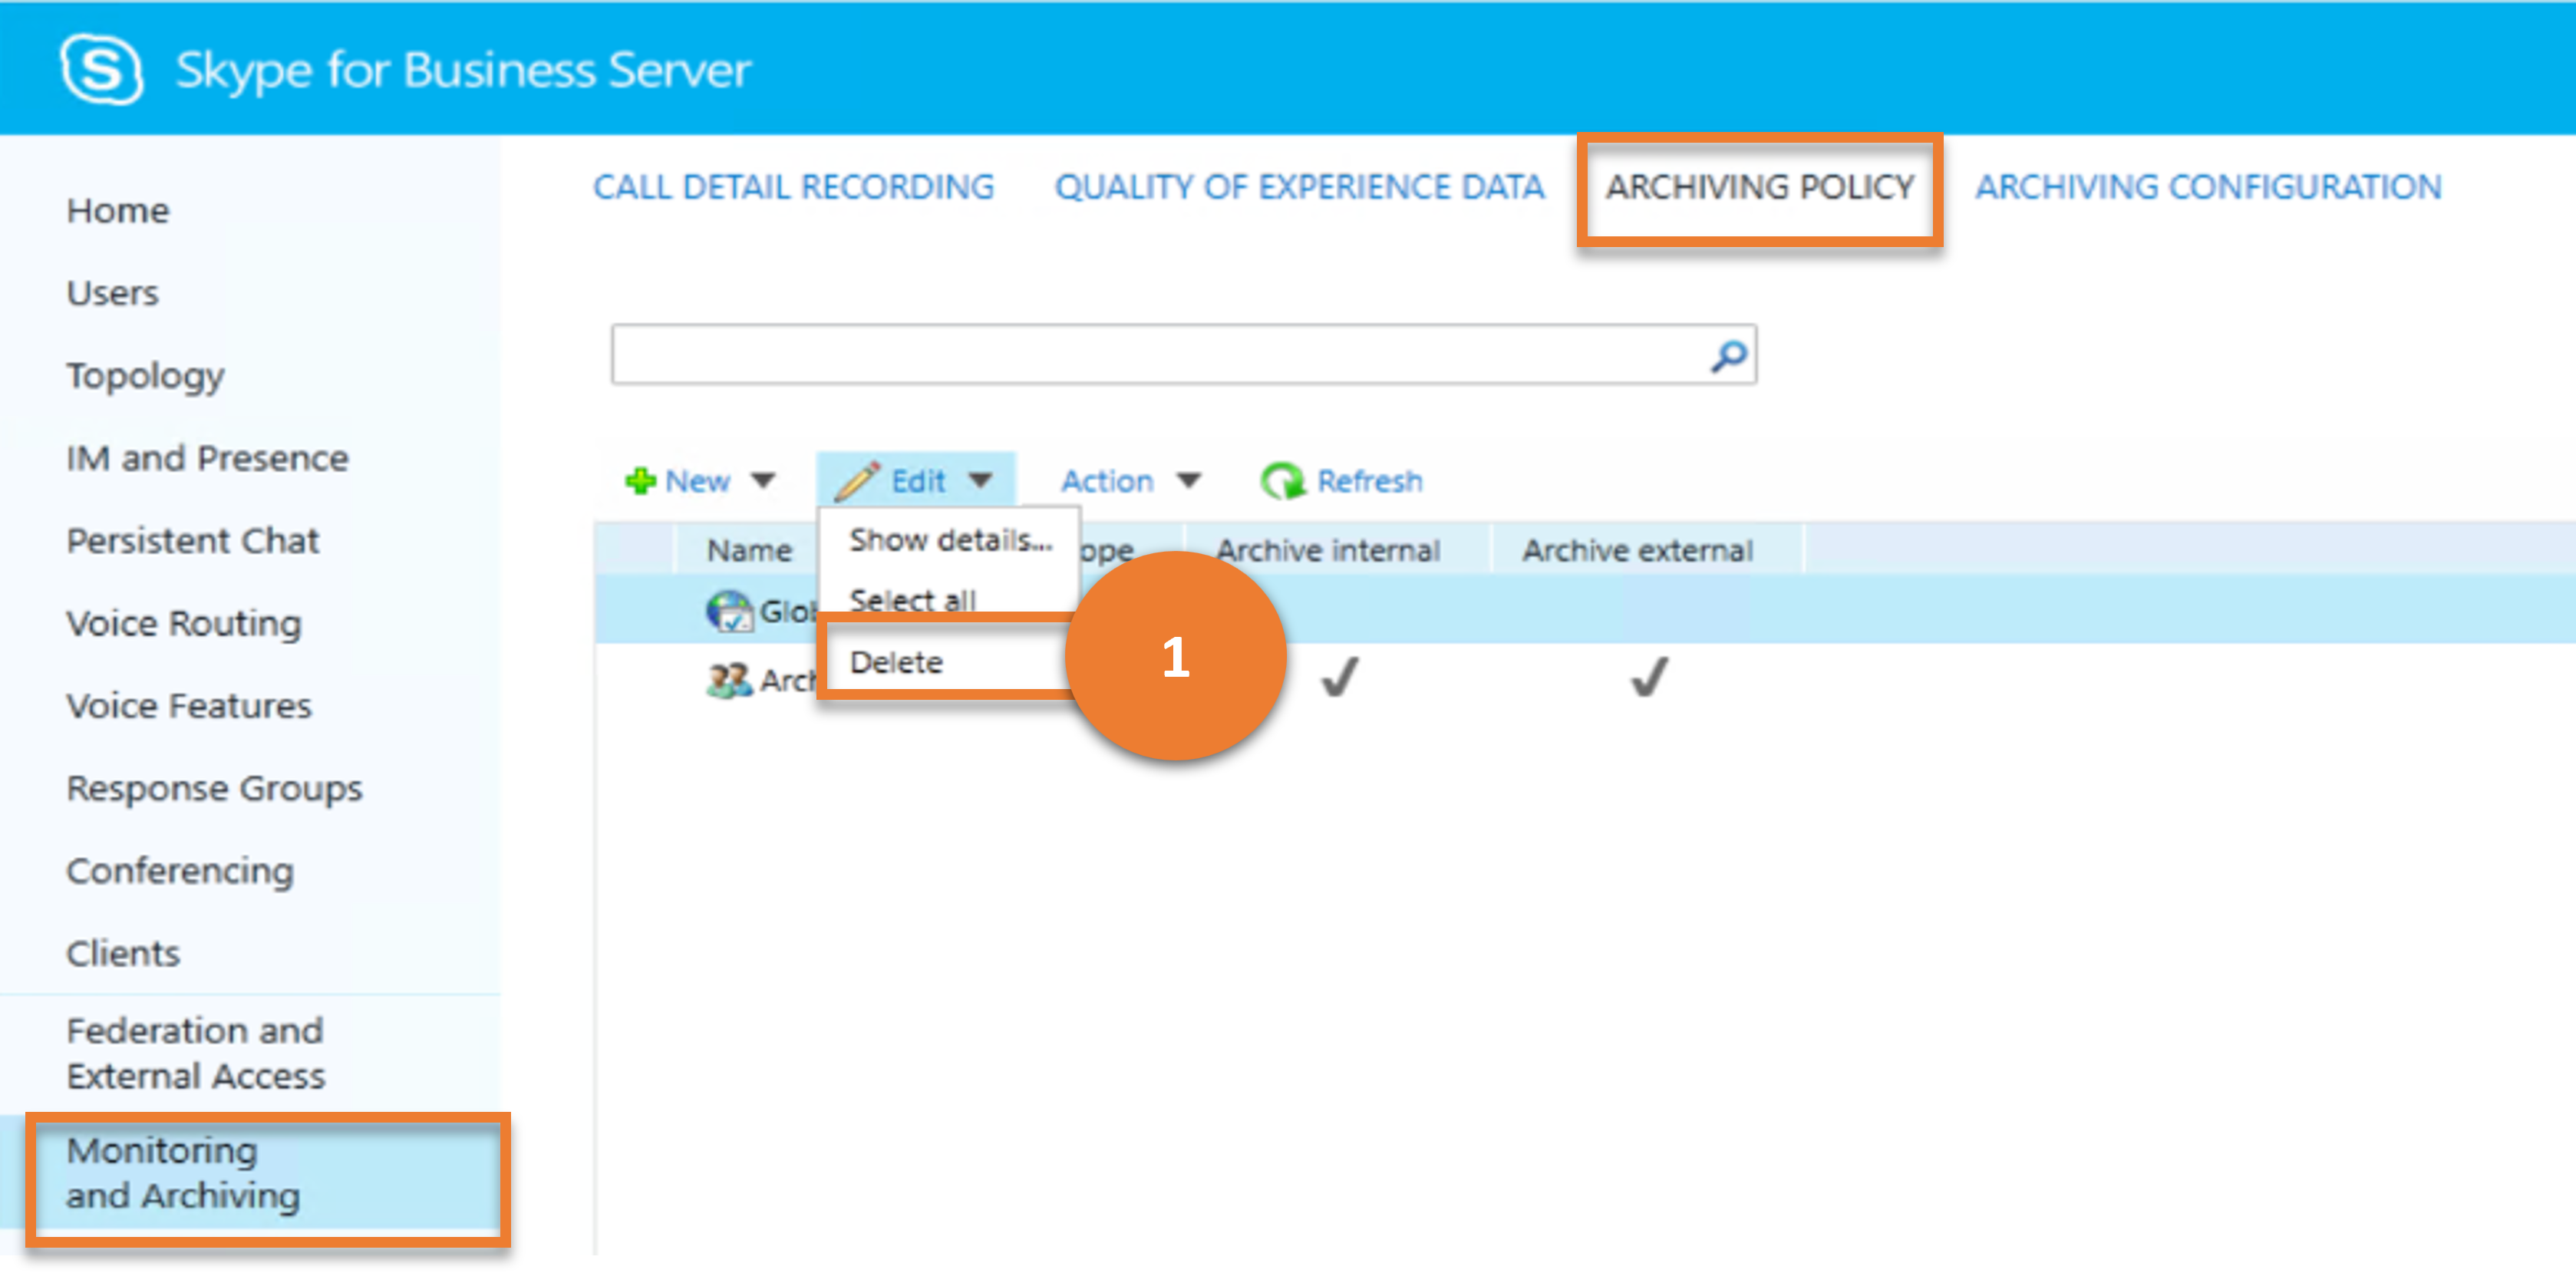 Skype for Business Server
CALL DETAIL RECORDING QUALITY OF EXPERIENCE DATA ARCHIVING POLICY ARCHIVING CONFIGURATION
Home
Users
Topology
IM and Presence
Persistent Chat
Voice Routing
Voice Features
Response Groups
Conferencing
Clients
Federation and
External Access
Monitoring
and Archiving
New Edit Action Refresh
Name ope Archive internal Archive external
Glob
Arch
Show details...
Select all
Delete
1